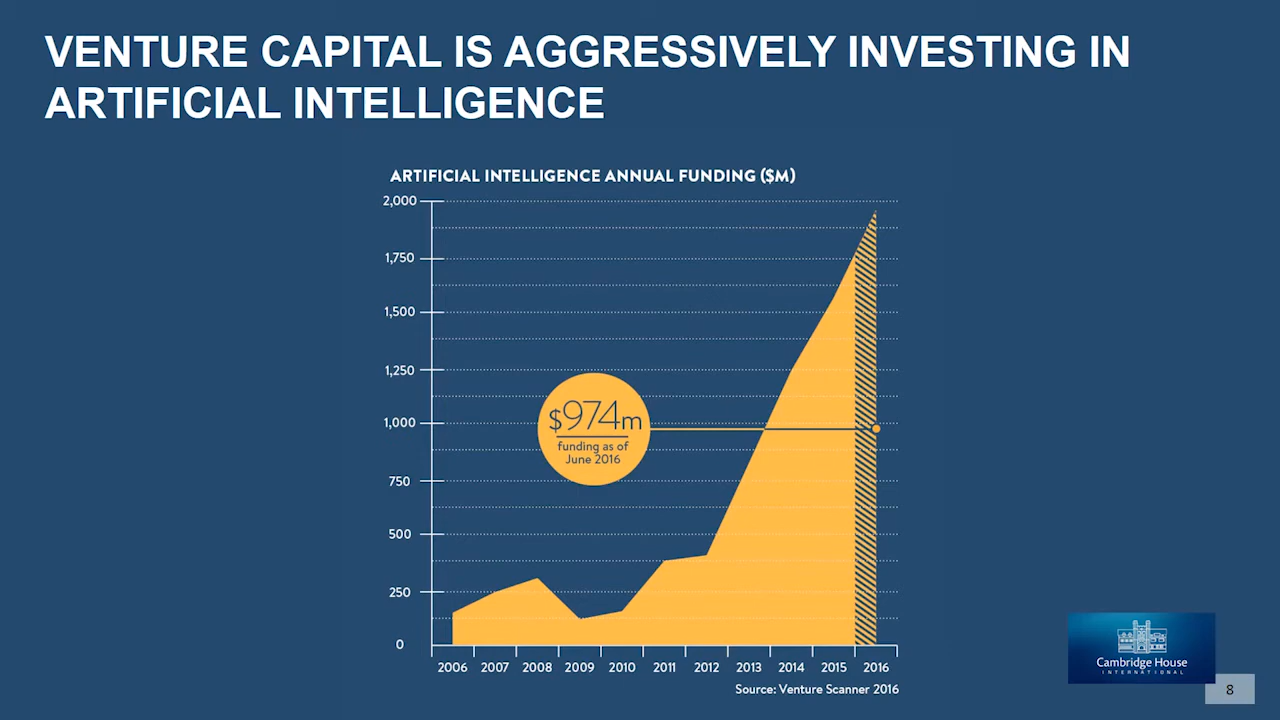 VENTURE CAPITAL IS AGGRESSIVELY INVESTING IN
ARTIFICIAL INTELLIGENCE
ARTIFICIAL INTELLIGENCE ANNUAL FUNDING ($M)
2,000
1,750
1,500
1,250
1,000
750
500
250
0
$974m
funding as of
June 2016
2006 2007 2008 2009 2010 2011 2012 2013 2014 2015 2016
Source: Venture Scanner 2016
Cambridge House
INTERNATIONAL
8